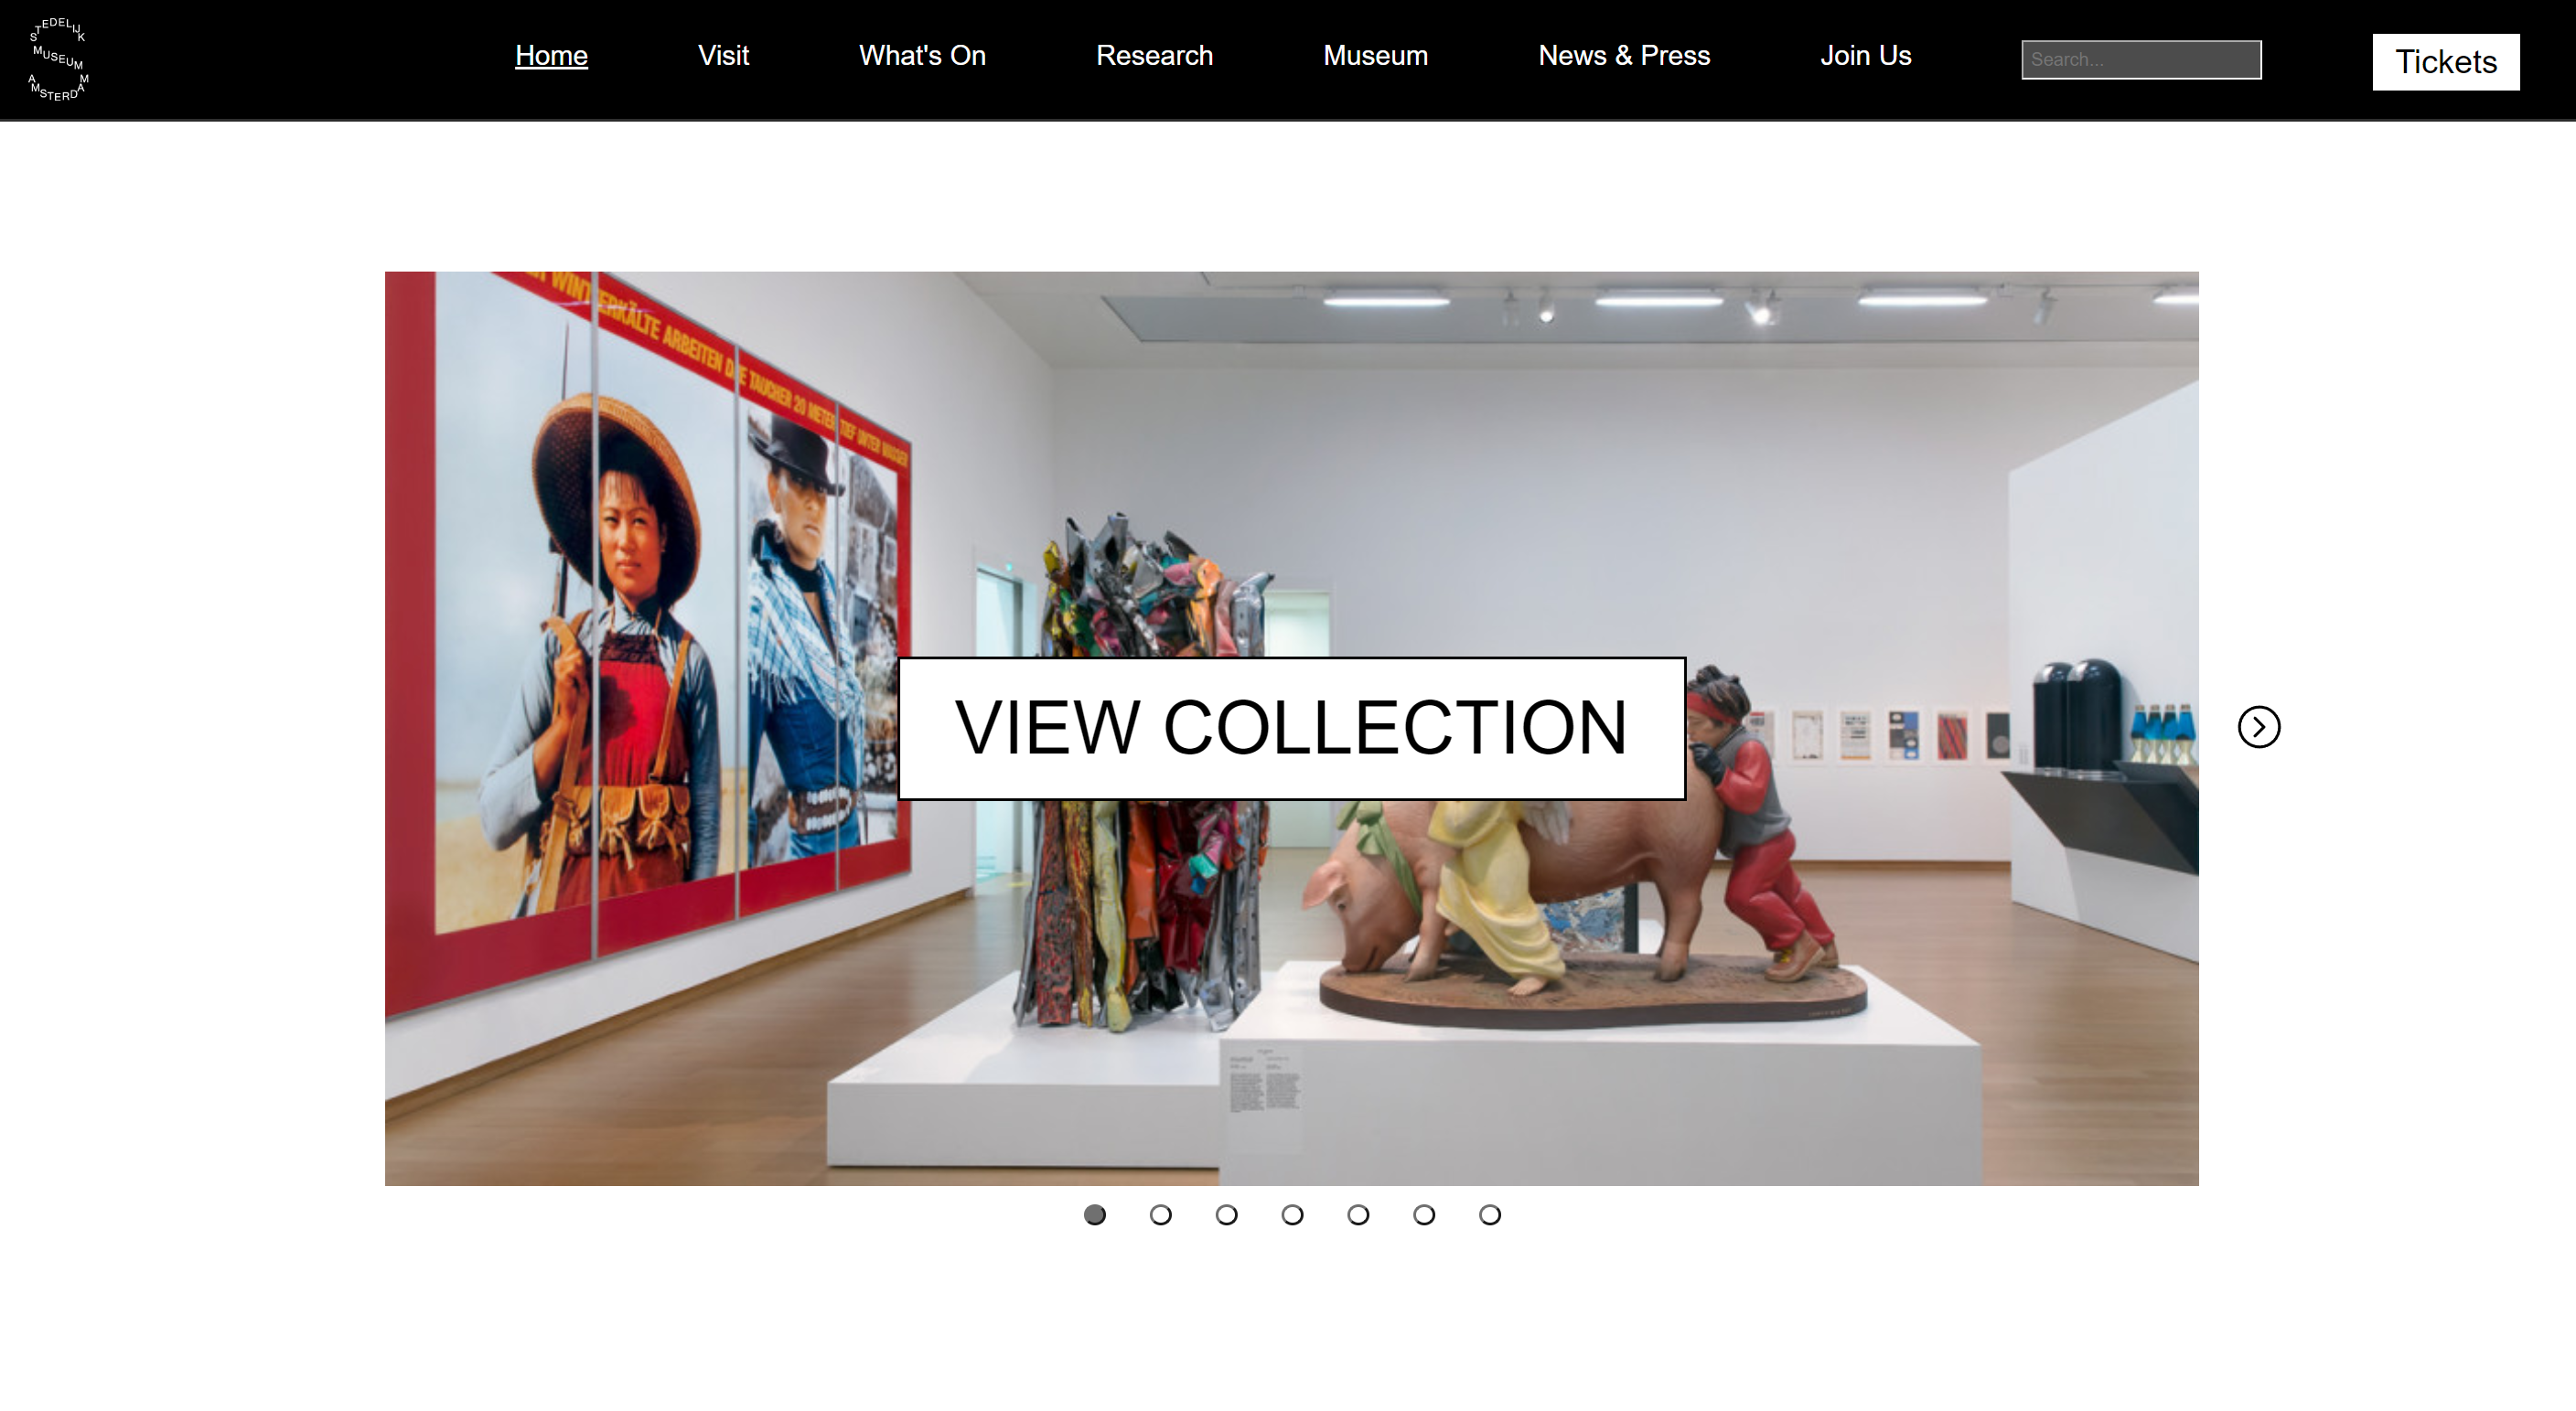 STEDELIJK
MUSEUM
AMSTERDAM
Home Visit What's On Research Museum News & Press Join Us Search... Tickets
WINTERKÄLTE ARBEITEN DIE TAUCHER 20 METER TIEF UNTER WASSER
VIEW COLLECTION